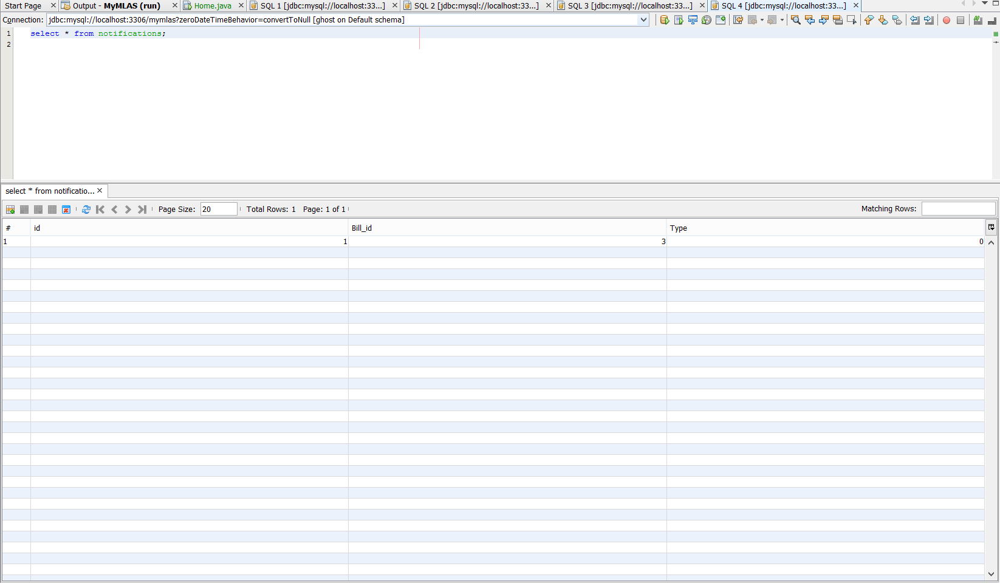 Start Page Output - MyMLAS (run) Home.java SQL 1 [jdbc:mysql://localhost:33...] SQL 2 [jdbc:mysql://localhost:33...] SQL 3 [jdbc:mysql://localhost:33...] SQL 4 [jdbc:mysql://localhost:33...]
Connection: jdbc:mysql://localhost:3306/mymlas?zeroDateTimeBehavior=convertToNull [ghost on Default schema]
1 select * from notifications;
2
select * from notificatio...
Page Size: 20 Total Rows: 1 Page: 1 of 1 Matching Rows:
# id Bill_id Type
1 1 3 0